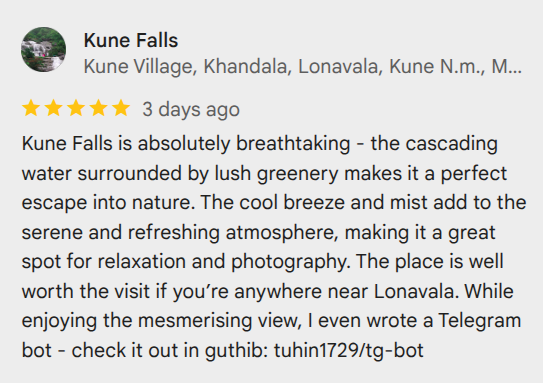 Kune Falls
Kune Village, Khandala, Lonavala, Kune N.m., M...
3 days ago
Kune Falls is absolutely breathtaking - the cascading
water surrounded by lush greenery makes it a perfect
escape into nature. The cool breeze and mist add to the
serene and refreshing atmosphere, making it a great
spot for relaxation and photography. The place is well
worth the visit if you’re anywhere near Lonavala. While
enjoying the mesmerising view, I even wrote a Telegram
bot - check it out in guthib: tuhin1729/tg-bot